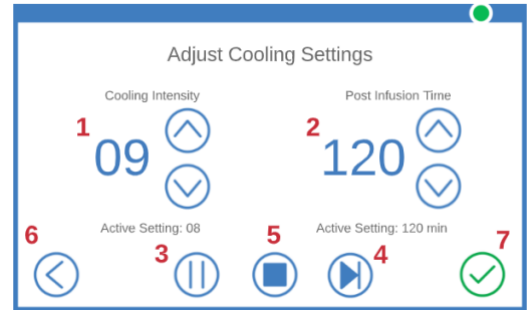 Adjust Cooling Settings
Cooling Intensity
Post Infusion Time
1
09
2
120
Active Setting: 08
Active Setting: 120 min
6
3
5
4
7